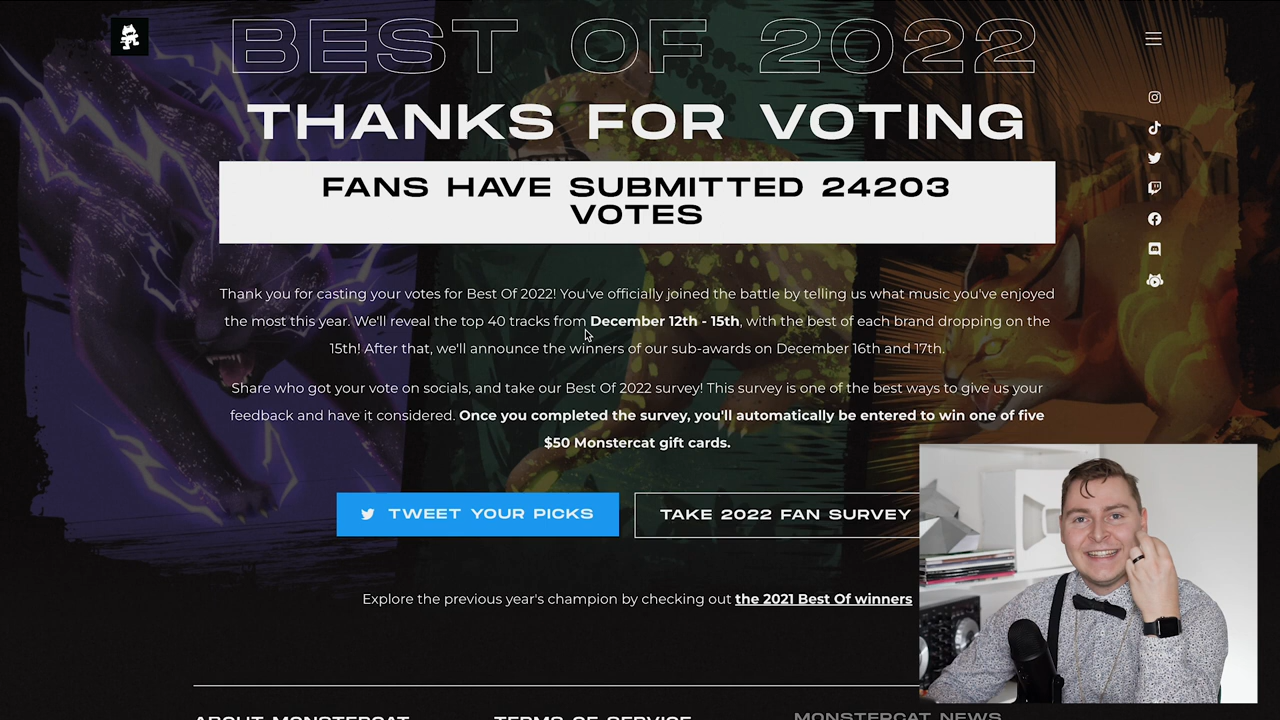 BEST OF 2022
THANKS FOR VOTING
FANS HAVE SUBMITTED 24203
VOTES
Thank you for casting your votes for Best Of 2022! You've officially joined the battle by telling us what music you've enjoyed
the most this year. We'll reveal the top 40 tracks from December 12th - 15th, with the best of each brand dropping on the
15th! After that, we'll announce the winners of our sub-awards on December 16th and 17th.
Share who got your vote on socials, and take our Best Of 2022 survey! This survey is one of the best ways to give us your
feedback and have it considered. Once you completed the survey, you'll automatically be entered to win one of five
$50 Monstercat gift cards.
TWEET YOUR PICKS
TAKE 2022 FAN SURVEY
Explore the previous year's champion by checking out the 2021 Best Of winners
ABOUT MONSTERCAT
TERMS OF SERVICE
MONSTERCAT NEWS